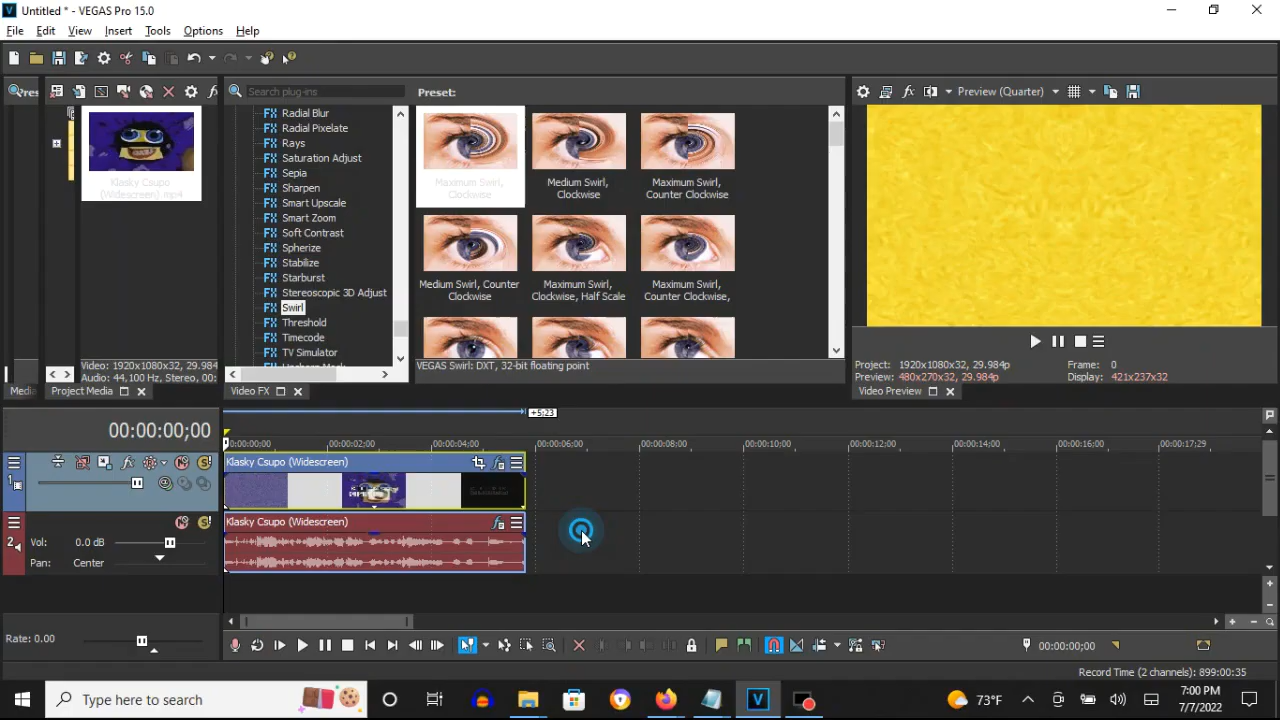 Untitled * - VEGAS Pro 15.0
File Edit View Insert Tools Options Help
Search plug-ins
Preset:
Preview (Quarter)
Klasky Csupo
(Widescreen).mp4
Radial Blur
Radial Pixelate
Rays
Saturation Adjust
Sepia
Sharpen
Smart Upscale
Smart Zoom
Soft Contrast
Spherize
Stabilize
Starburst
Stereoscopic 3D Adjust
Swirl
Threshold
Timecode
TV Simulator
Maximum Swirl,
Clockwise
Medium Swirl,
Clockwise
Maximum Swirl,
Counter Clockwise
Medium Swirl, Counter
Clockwise
Maximum Swirl,
Clockwise, Half Scale
Maximum Swirl,
Counter Clockwise,
Video: 1920x1080x32, 29.984
Audio: 44,100 Hz, Stereo, 00:
VEGAS Swirl: DXT, 32-bit floating point
Project: 1920x1080x32, 29.984p
Frame: 0
Preview: 480x270x32, 29.984p
Display: 421x237x32
Media
Project Media
Video FX
Video Preview
+5;23
00:00:00;00
00:00:00;00 00:00:02;00 00:00:04;00 00:00:06;00 00:00:08;00 00:00:10;00 00:00:12;00 00:00:14;00 00:00:16;00 00:00:17;29
1
Klasky Csupo (Widescreen)
2
Klasky Csupo (Widescreen)
Vol: 0.0 dB
Pan: Center
Rate: 0.00
00:00:00;00
Record Time (2 channels): 899:00:35
Type here to search
73°F
7:00 PM
7/7/2022